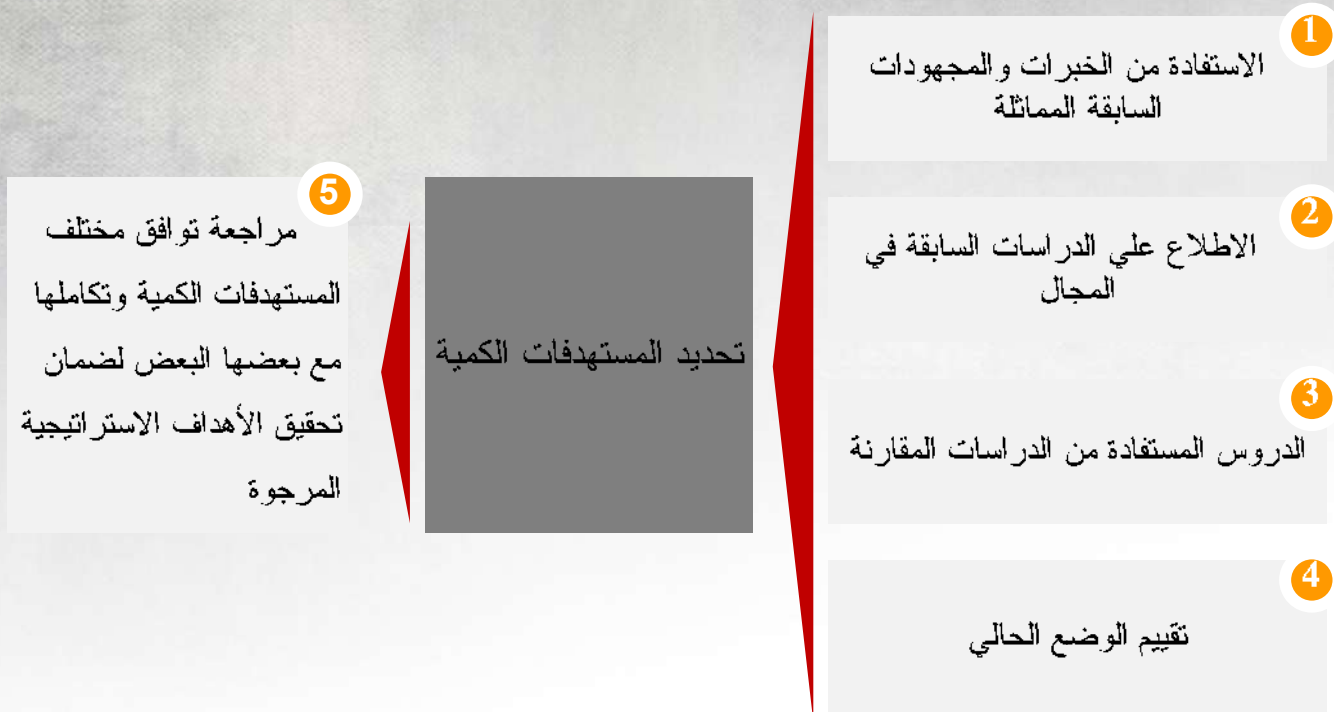 1
الاستفادة من الخبرات والمجهودات
السابقة المماثلة
2
الاطلاع علي الدراسات السابقة في
المجال
3
الدروس المستفادة من الدراسات المقارنة
4
تقييم الوضع الحالي
تحديد المستهدفات الكمية
5
مراجعة توافق مختلف
المستهدفات الكمية وتكاملها
مع بعضها البعض لضمان
تحقيق الأهداف الاستراتيجية
المرجوة